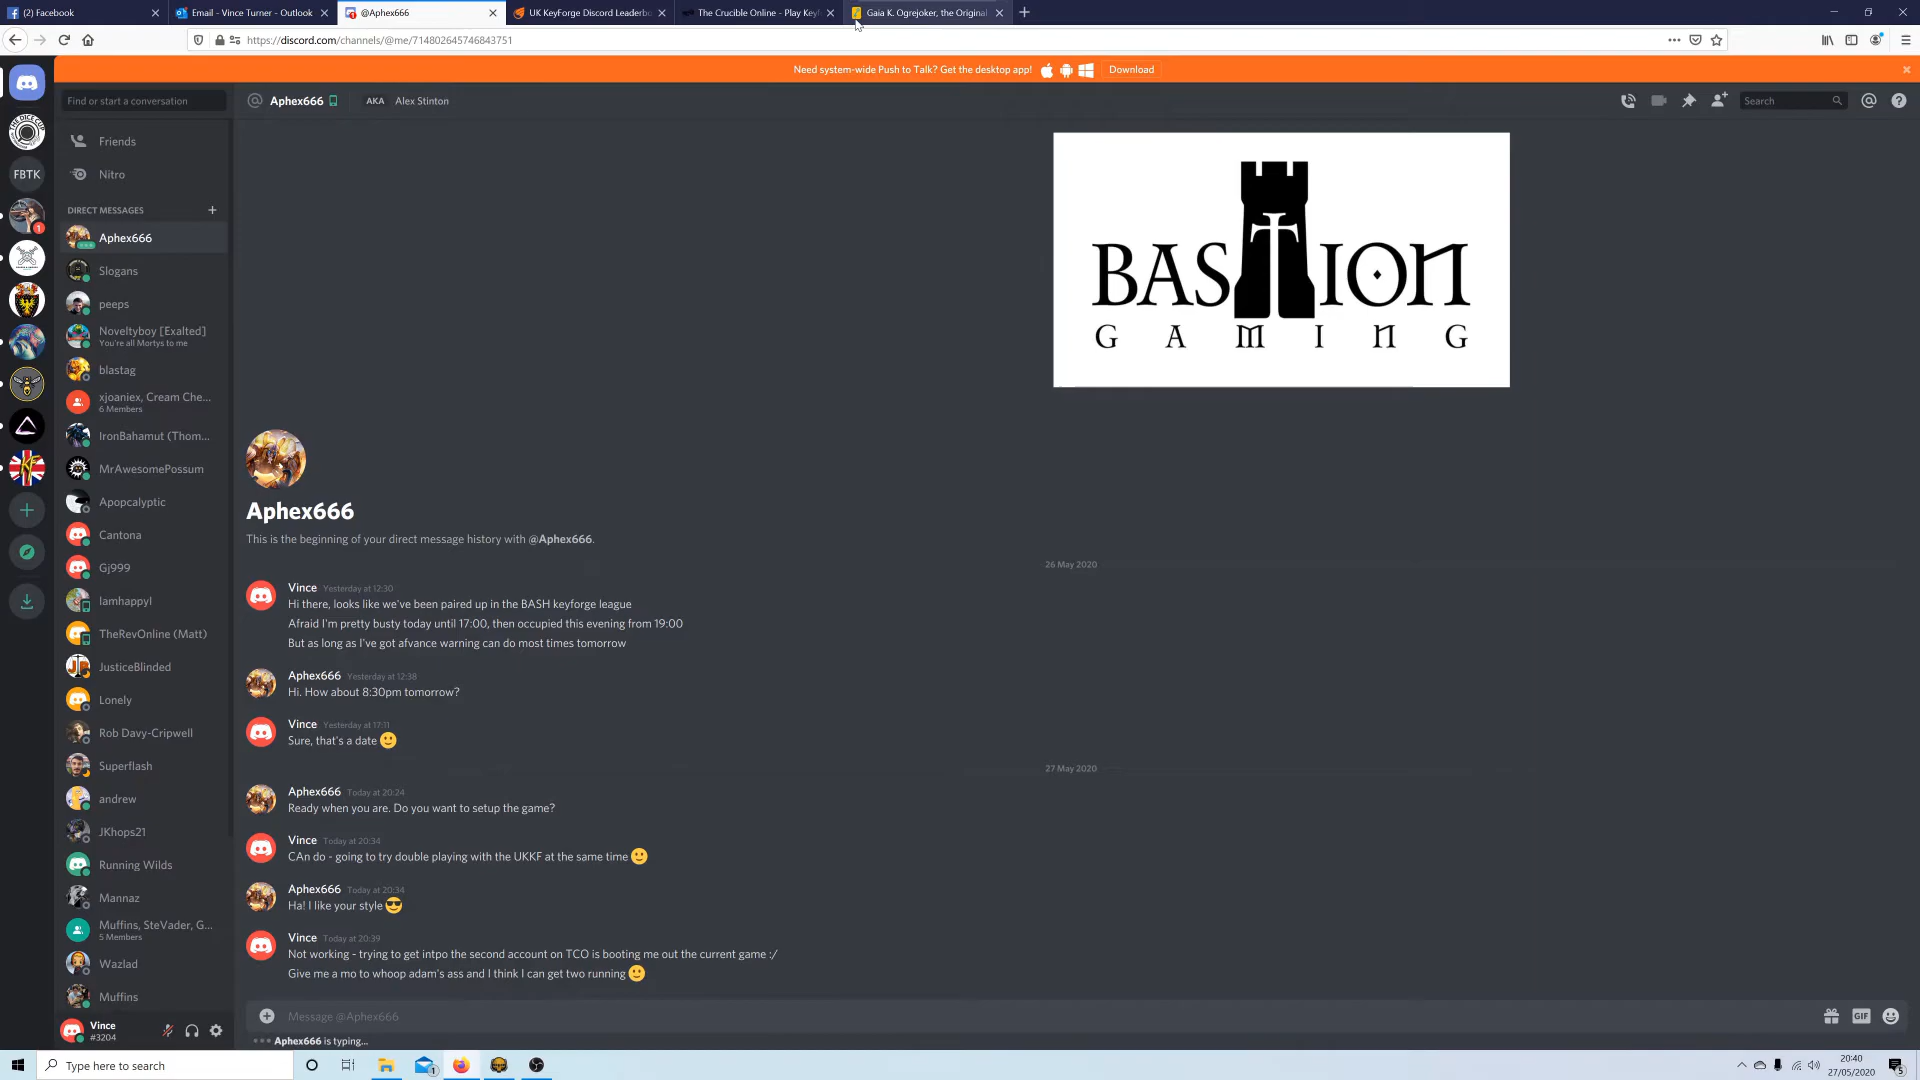 (2) Facebook
Email - Vince Turner - Outlook
@Aphex666
UK KeyForge Discord Leaderbo
The Crucible Online - Play Keyf
Gaia K. Ogrejoker, the Original
https://discord.com/channels/@me/714802645746843751
Need system-wide Push to Talk? Get the desktop app!
Download
Find or start a conversation
Aphex666
AKA
Alex Stinton
Search
THE DICE CUP
FBTK
1
KF
Friends
Nitro
DIRECT MESSAGES
Aphex666
Slogans
peeps
Noveltyboy [Exalted]
You're all Mortys to me
blastag
xjoaniex, Cream Che...
6 Members
IronBahamut (Thom...
MrAwesomePossum
Apopcalyptic
Cantona
Gj999
Iamhappyl
TheRevOnline (Matt)
JusticeBlinded
Lonely
Rob Davy-Cripwell
Superflash
andrew
JKhops21
Running Wilds
Mannaz
Muffins, SteVader, G...
5 Members
Wazlad
Muffins
Vince
#3204
BASTION
GAMING
Aphex666
This is the beginning of your direct message history with @Aphex666.
26 May 2020
Vince Yesterday at 12:30
Hi there, looks like we've been paired up in the BASH keyforge league
Afraid I'm pretty busty today until 17:00, then occupied this evening from 19:00
But as long as I've got afvance warning can do most times tomorrow
Aphex666 Yesterday at 12:38
Hi. How about 8:30pm tomorrow?
Vince Yesterday at 17:11
Sure, that's a date 🙂
27 May 2020
Aphex666 Today at 20:24
Ready when you are. Do you want to setup the game?
Vince Today at 20:34
CAn do - going to try double playing with the UKKF at the same time 🙂
Aphex666 Today at 20:34
Ha! I like your style 😎
Vince Today at 20:39
Not working - trying to get intpo the second account on TCO is booting me out the current game :/
Give me a mo to whoop adam's ass and I think I can get two running 🙂
Message @Aphex666
GIF
Aphex666 is typing...
Type here to search
1
20:40
27/05/2020
5